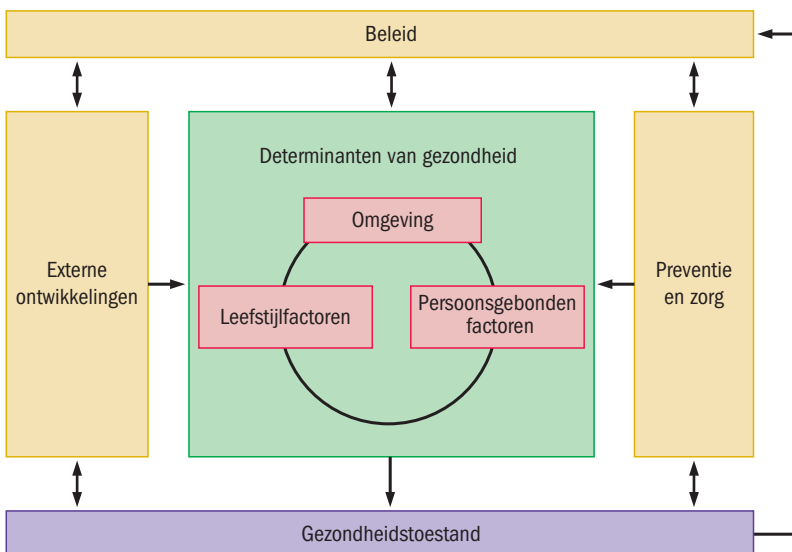 Beleid
Determinanten van gezondheid
Omgeving
Externe
ontwikkelingen
Leefstijlfactoren
Persoonsgebonden
factoren
Preventie
en zorg
Gezondheidstoestand